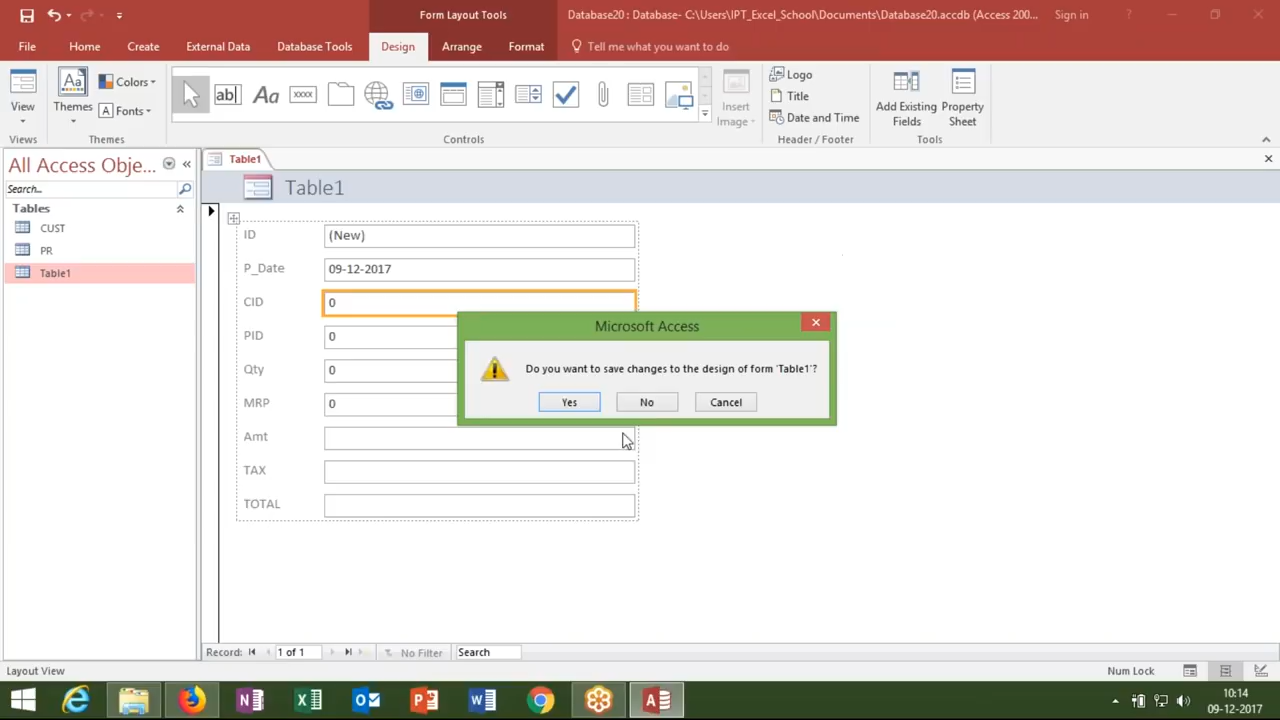 Form Layout Tools
Database20 : Database- C:\Users\IPT_Excel_School\Documents\Database20.accdb (Access 200...
Sign in
?
File
Home
Create
External Data
Database Tools
Design
Arrange
Format
Tell me what you want to do
View
Aa
Themes
Colors
A Fonts
ab|
Aa
xxxx
Insert
Image
Logo
Title
Date and Time
Add Existing
Fields
Property
Sheet
Views
Themes
Controls
Header / Footer
Tools
All Access Obje...
Search...
Tables
CUST
PR
Table1
Table1
Table1
ID
(New)
P_Date
09-12-2017
CID
0
PID
0
Qty
0
MRP
0
Amt
TAX
TOTAL
Microsoft Access
Do you want to save changes to the design of form 'Table1'?
Yes
No
Cancel
Record:
1 of 1
No Filter
Search
Layout View
Num Lock
10:14
09-12-2017